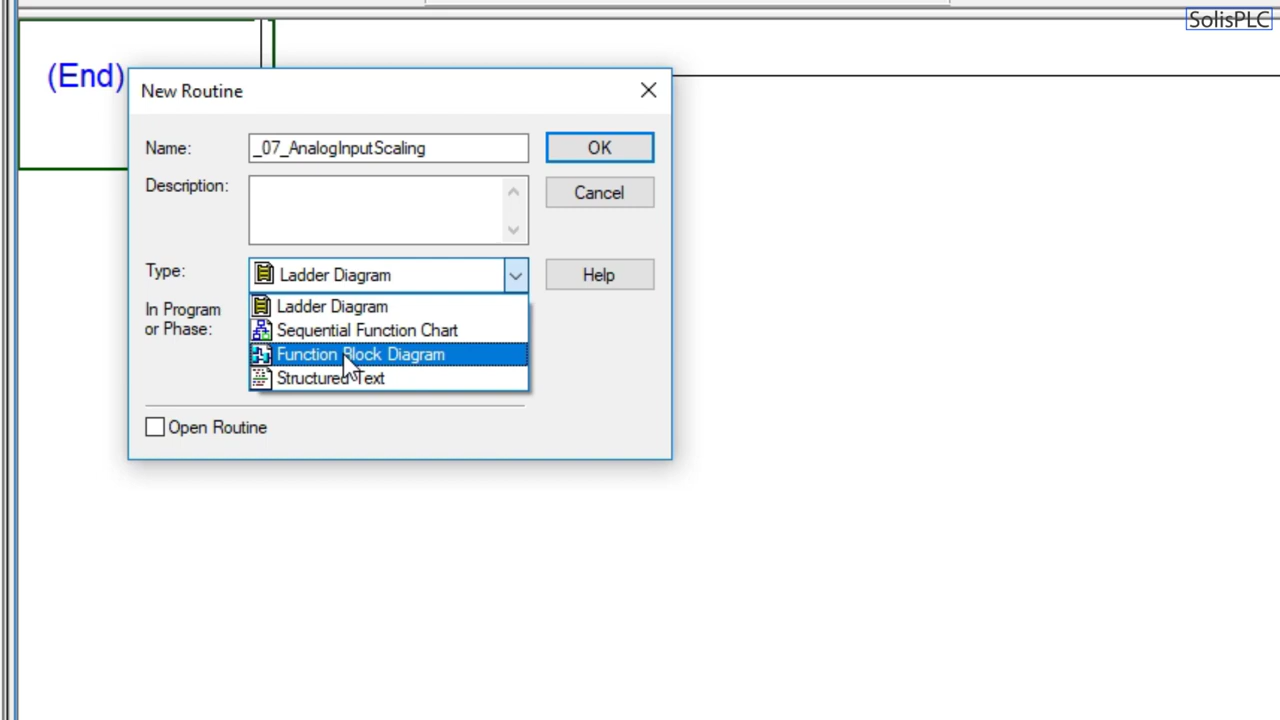 SolisPLC
(End)
New Routine
Name:
_07_AnalogInputScaling
OK
Description:
Cancel
Type:
Ladder Diagram
Help
Ladder Diagram
In Program
or Phase:
Sequential Function Chart
Function Block Diagram
Structured Text
Open Routine